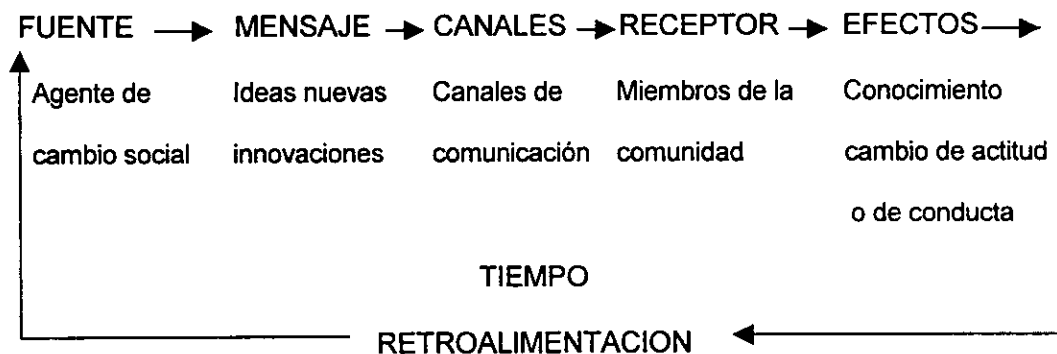 FUENTE → MENSAJE → CANALES → RECEPTOR → EFECTOS →
Agente de Ideas nuevas Canales de Miembros de la Conocimiento
cambio social innovaciones comunicación comunidad cambio de actitud
o de conducta
TIEMPO
RETROALIMENTACION